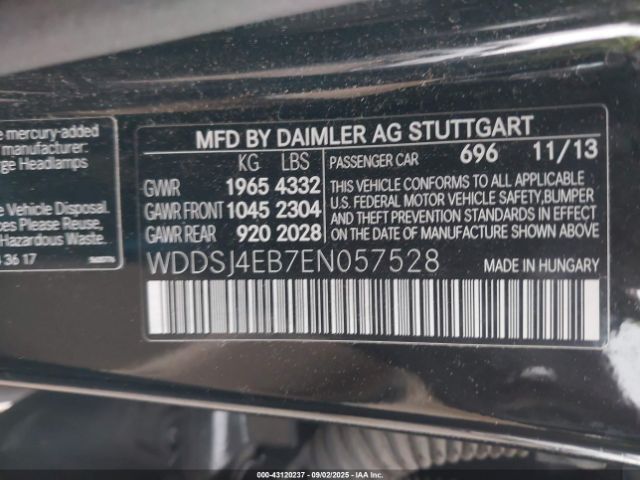 e mercury-added
manufacturer:
rge Headlamps
e Vehicle Disposal.
ces Please Reuse,
Hazardous Waste.
3 36 17
MFD BY DAIMLER AG STUTTGART
KG LBS PASSENGER CAR 696 11/13
GVWR 1965 4332
GAWR FRONT 1045 2304
GAWR REAR 920 2028
THIS VEHICLE CONFORMS TO ALL APPLICABLE
U.S. FEDERAL MOTOR VEHICLE SAFETY, BUMPER
AND THEFT PREVENTION STANDARDS IN EFFECT
ON THE DATE OF MANUFACTURE SHOWN ABOVE
WDDSJ4EB7EN057528 MADE IN HUNGARY
000-43120237 - 09/02/2025 - IAA, Inc.